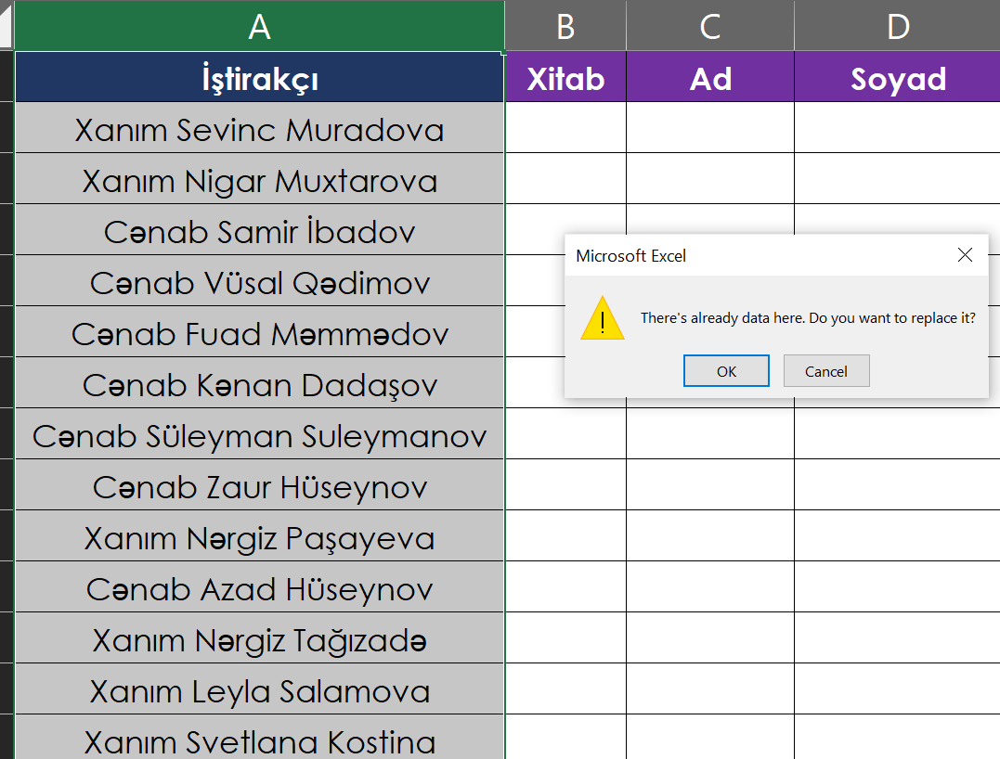 A B C D
İştirakçı Xitab Ad Soyad
Xanım Sevinc Muradova
Xanım Nigar Muxtarova
Cənab Samir İbadov
Cənab Vüsal Qədimov
Cənab Fuad Məmmədov
Cənab Kənan Dadaşov
Cənab Süleyman Suleymanov
Cənab Zaur Hüseynov
Xanım Nərgiz Paşayeva
Cənab Azad Hüseynov
Xanım Nərgiz Tağızadə
Xanım Leyla Salamova
Xanım Svetlana Kostina
Microsoft Excel
There's already data here. Do you want to replace it?
OK Cancel